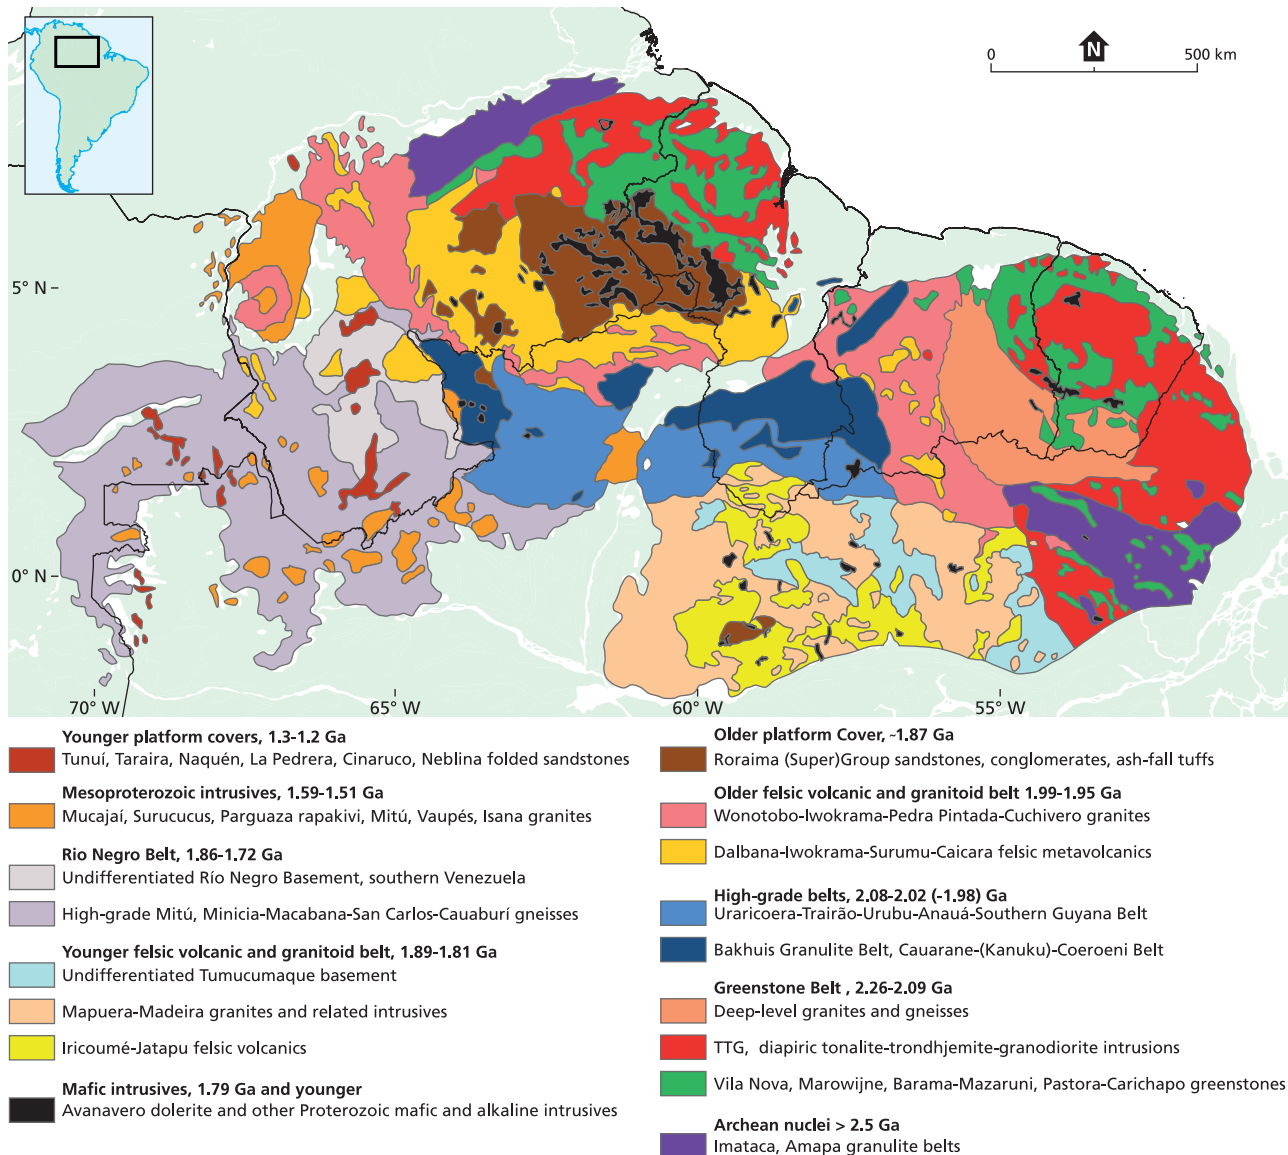 N
0 500 km
5° N
0° N
70° W 65° W 60° W 55° W
Younger platform covers, 1.3-1.2 Ga
Tunuí, Taraira, Naquén, La Pedrera, Cinaruco, Neblina folded sandstones
Mesoproterozoic intrusives, 1.59-1.51 Ga
Mucajaí, Surucucus, Parguaza rapakivi, Mitú, Vaupés, Isana granites
Rio Negro Belt, 1.86-1.72 Ga
Undifferentiated Río Negro Basement, southern Venezuela
High-grade Mitú, Minicia-Macabana-San Carlos-Cauaburí gneisses
Younger felsic volcanic and granitoid belt, 1.89-1.81 Ga
Undifferentiated Tumucumaque basement
Mapuera-Madeira granites and related intrusives
Iricoumé-Jatapu felsic volcanics
Mafic intrusives, 1.79 Ga and younger
Avanavero dolerite and other Proterozoic mafic and alkaline intrusives
Older platform Cover, ~1.87 Ga
Roraima (Super)Group sandstones, conglomerates, ash-fall tuffs
Older felsic volcanic and granitoid belt 1.99-1.95 Ga
Wonotobo-Iwokrama-Pedra Pintada-Cuchivero granites
Dalbana-Iwokrama-Surumu-Caicara felsic metavolcanics
High-grade belts, 2.08-2.02 (-1.98) Ga
Uraricoera-Trairão-Urubu-Anauá-Southern Guyana Belt
Bakhuis Granulite Belt, Cauarane-(Kanuku)-Coeroeni Belt
Greenstone Belt , 2.26-2.09 Ga
Deep-level granites and gneisses
TTG, diapiric tonalite-trondhjemite-granodiorite intrusions
Vila Nova, Marowijne, Barama-Mazaruni, Pastora-Carichapo greenstones
Archean nuclei > 2.5 Ga
Imataca, Amapa granulite belts